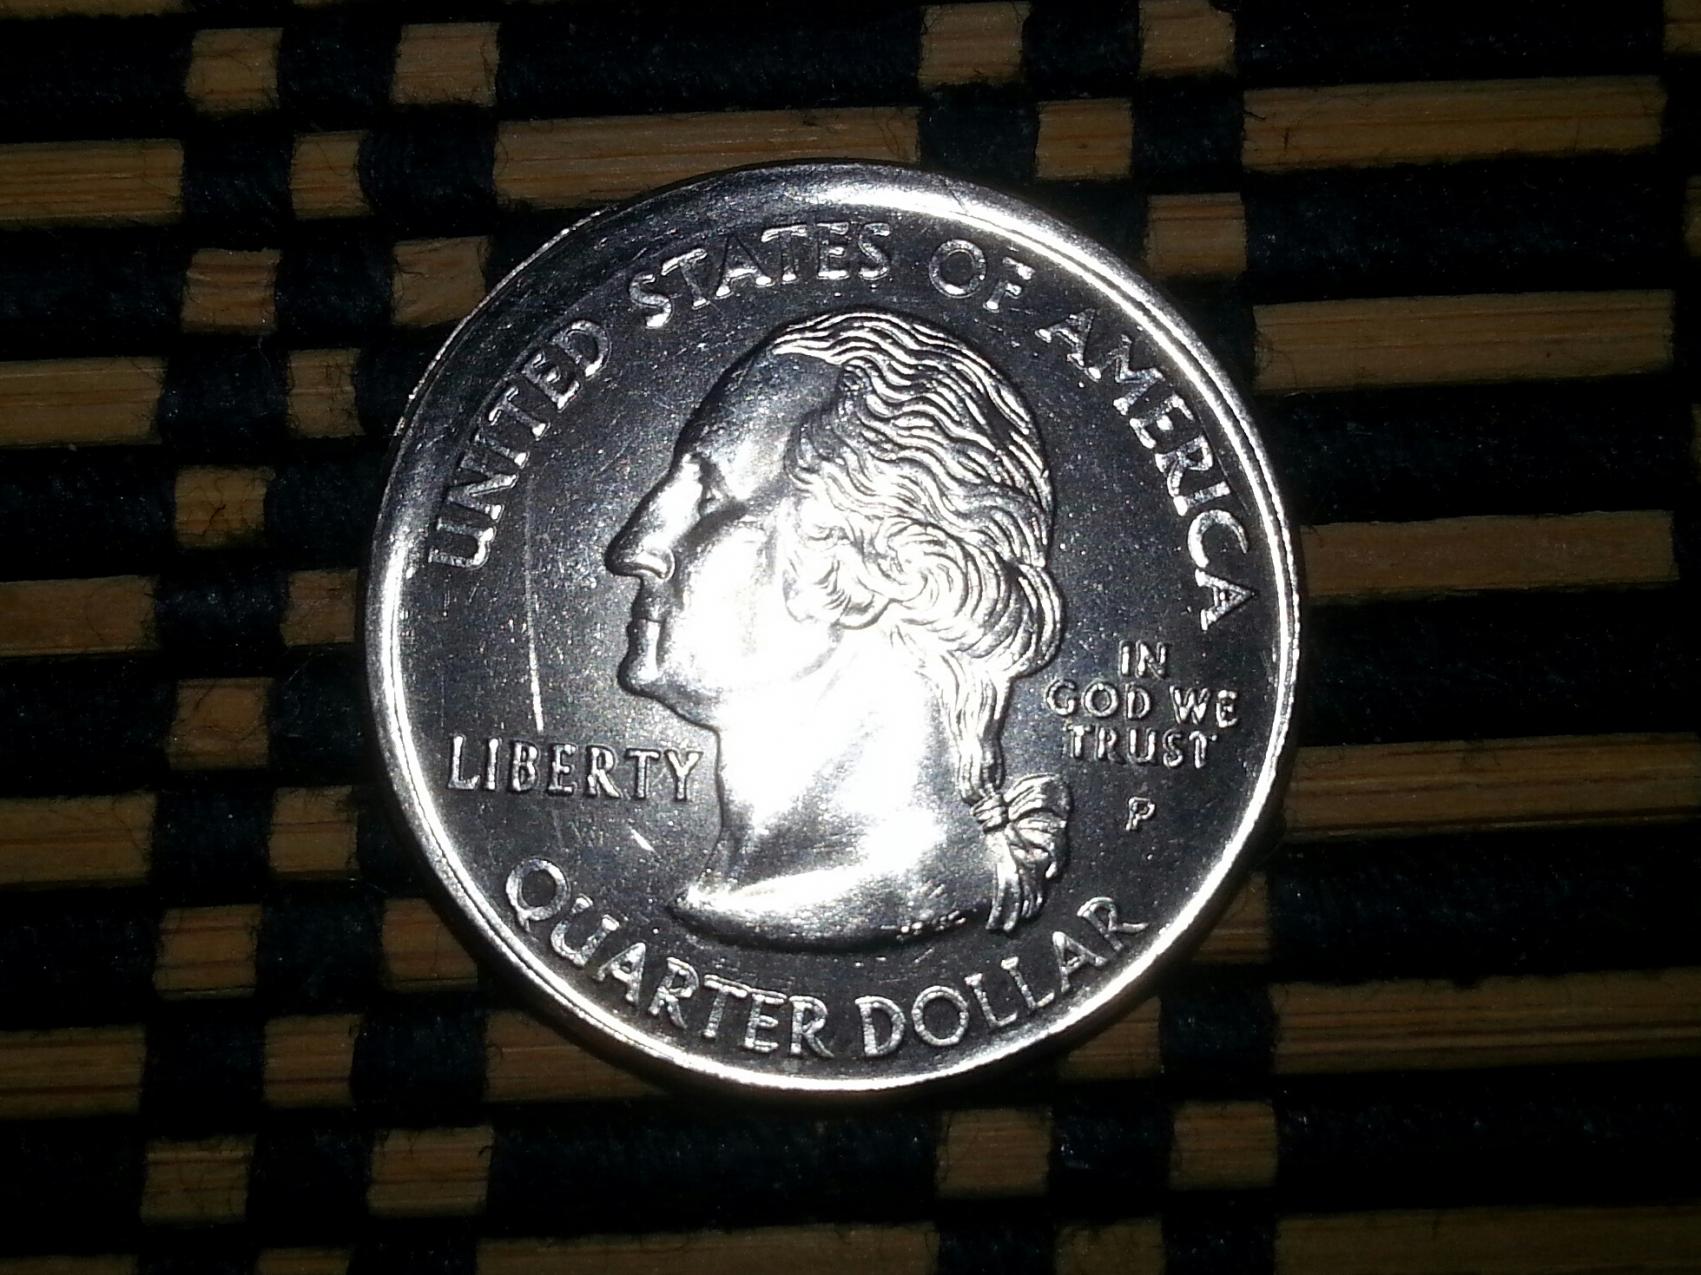 UNITED STATES OF AMERICA
LIBERTY
IN
GOD WE
TRUST
P
QUARTER DOLLAR